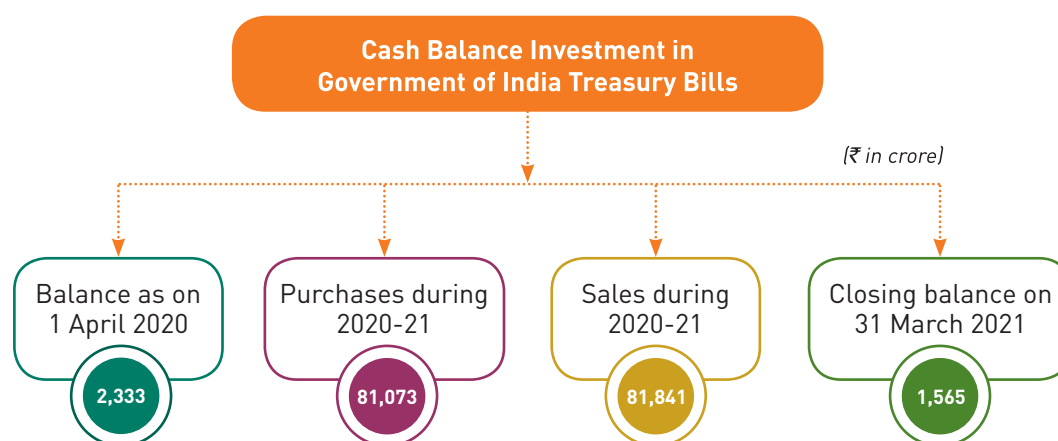 Cash Balance Investment in
Government of India Treasury Bills
(₹ in crore)
Balance as on
1 April 2020
2,333
Purchases during
2020-21
81,073
Sales during
2020-21
81,841
Closing balance on
31 March 2021
1,565